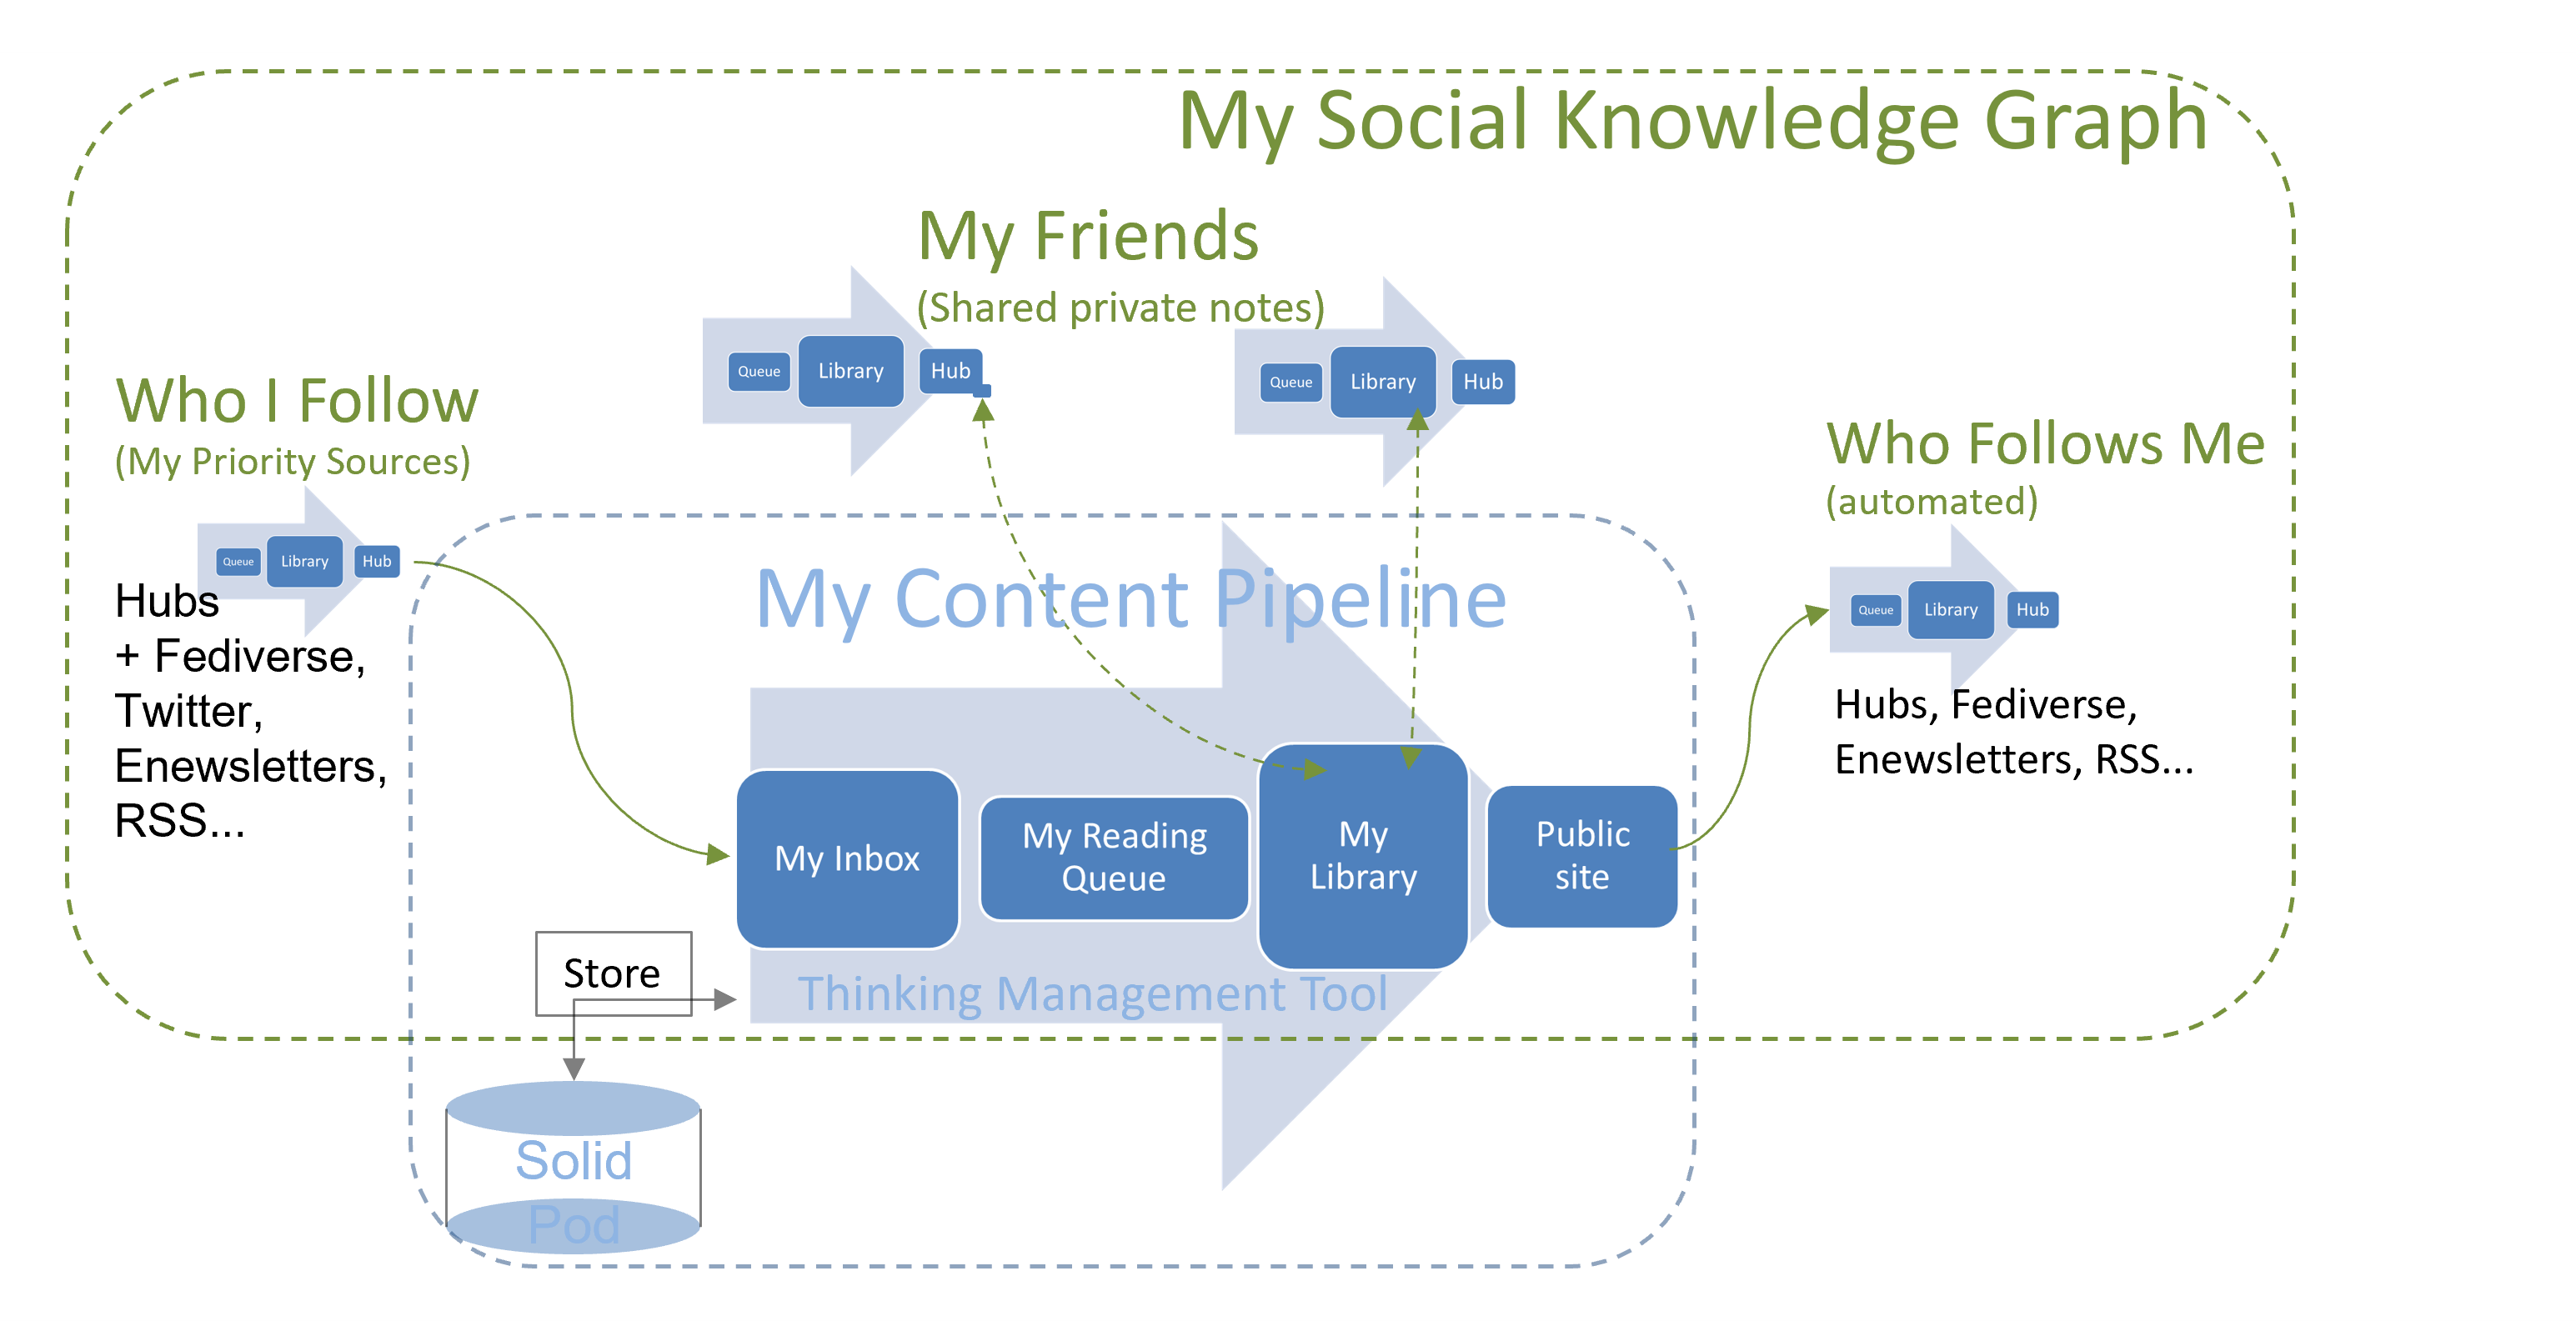 My Social Knowledge Graph
My Friends
(Shared private notes)
Queue
Library
Hub
Queue
Library
Hub
Who I Follow
(My Priority Sources)
Queue
Library
Hub
Hubs
+ Fediverse,
Twitter,
Enewsletters,
RSS...
Who Follows Me
(automated)
Queue
Library
Hub
Hubs, Fediverse,
Enewsletters, RSS...
My Content Pipeline
My Inbox
My Reading
Queue
My
Library
Public
site
Thinking Management Tool
Store
Solid
Pod